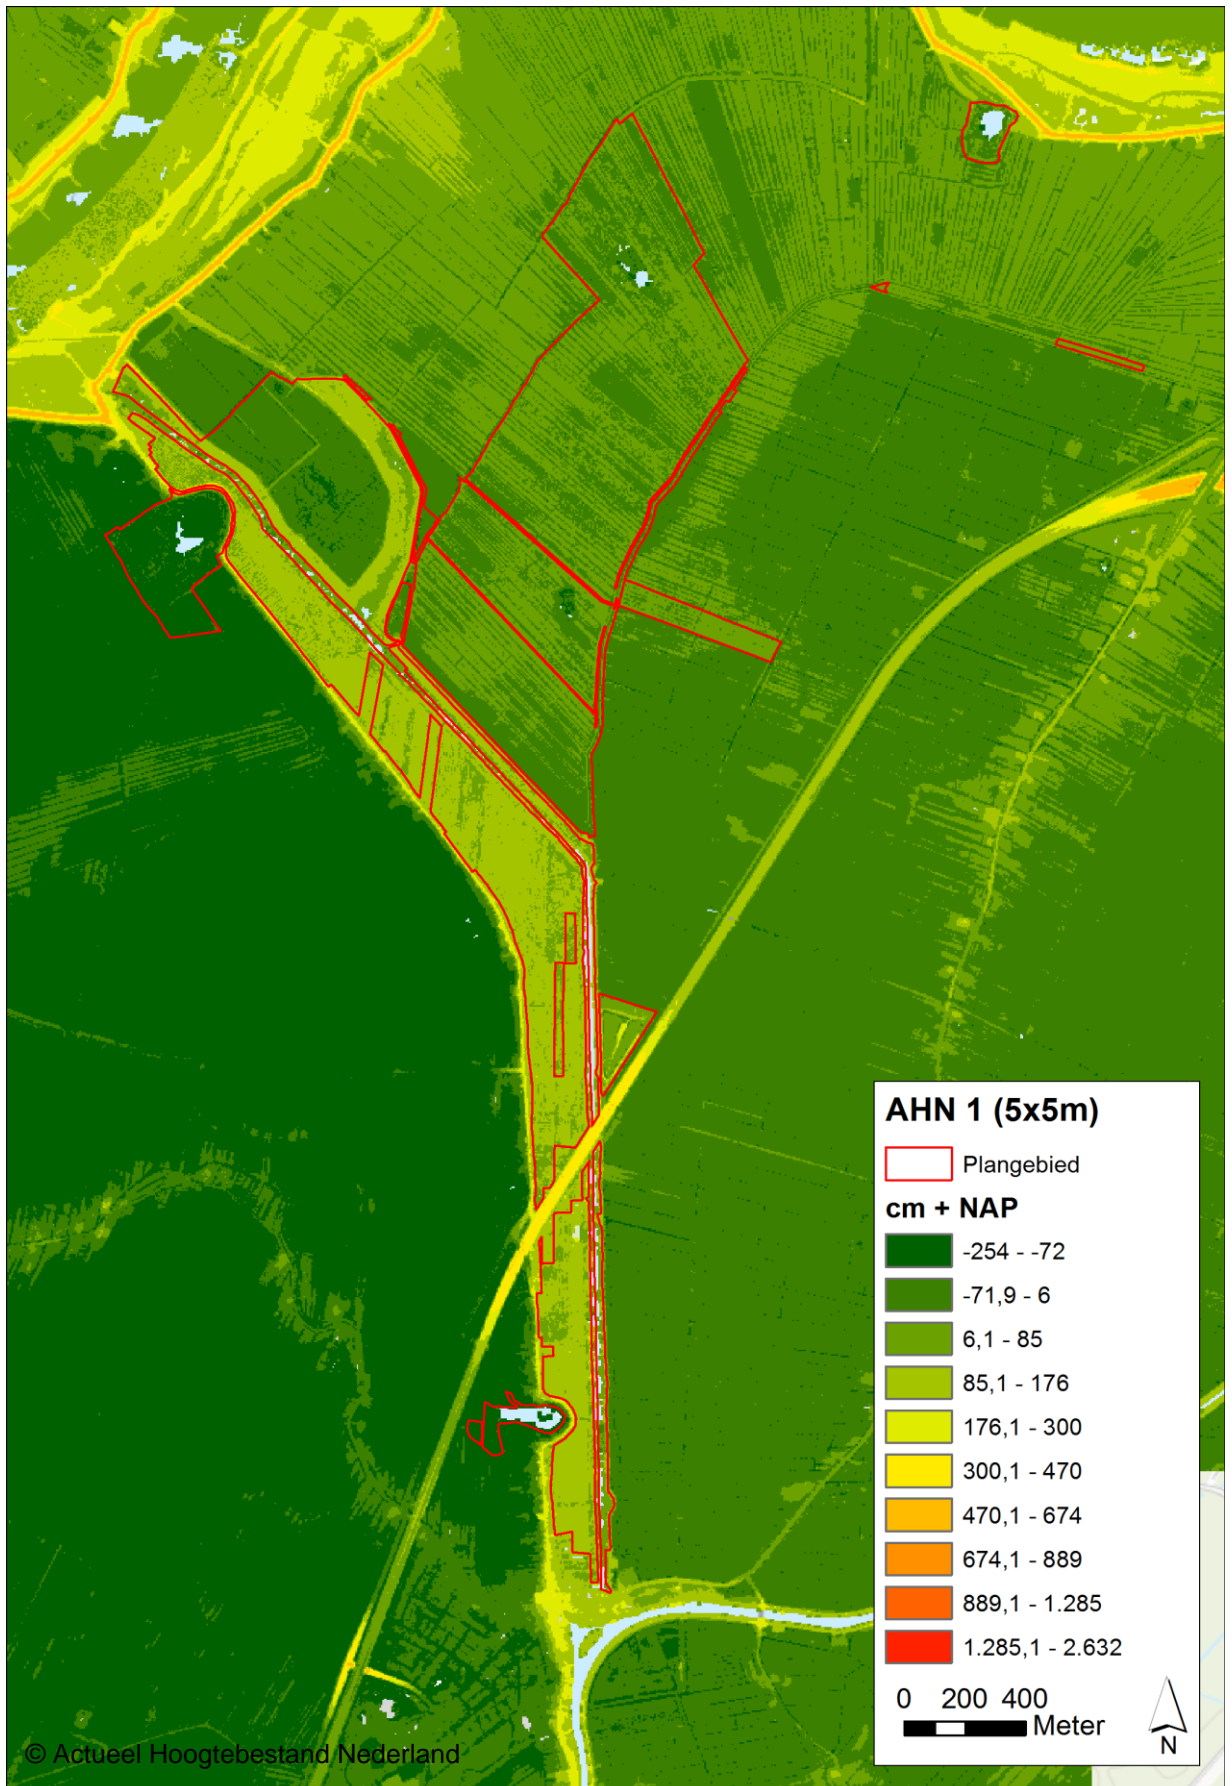 AHN 1 (5x5m)
Plangebied
cm + NAP
-254 - -72
-71,9 - 6
6,1 - 85
85,1 - 176
176,1 - 300
300,1 - 470
470,1 - 674
674,1 - 889
889,1 - 1.285
1.285,1 - 2.632
0 200 400
Meter
N
© Actueel Hoogtebestand Nederland